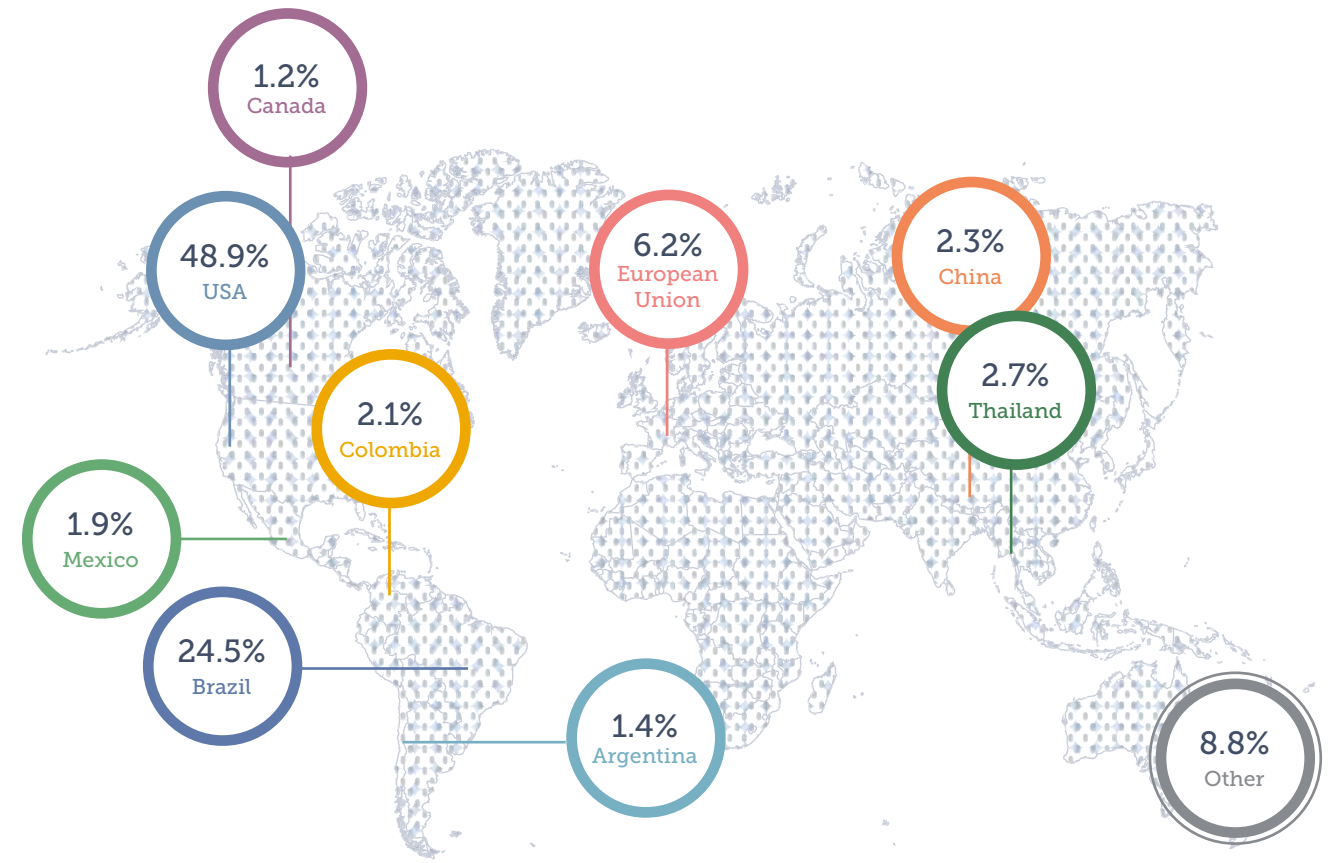 1.2%
Canada
48.9%
USA
6.2%
European
Union
2.3%
China
2.7%
Thailand
2.1%
Colombia
1.9%
Mexico
24.5%
Brazil
1.4%
Argentina
8.8%
Other